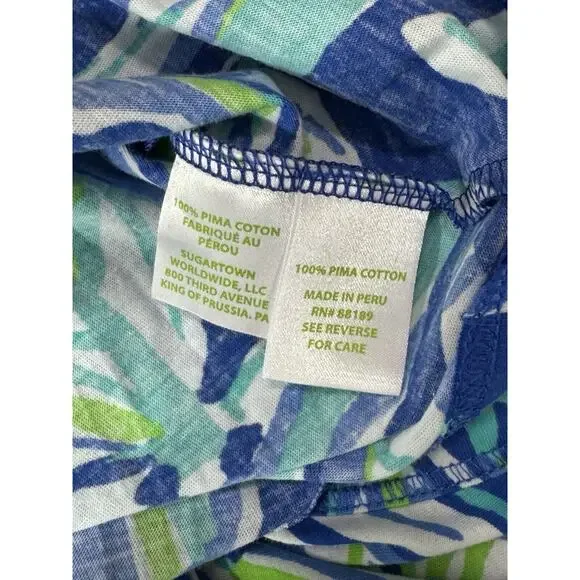 100% PIMA COTON
FABRIQUÉ AU
PÉROU
SUGARTOWN
WORLDWIDE, LLC
800 THIRD AVENUE
KING OF PRUSSIA. PA
100% PIMA COTTON
MADE IN PERU
RN# 88189
SEE REVERSE
FOR CARE